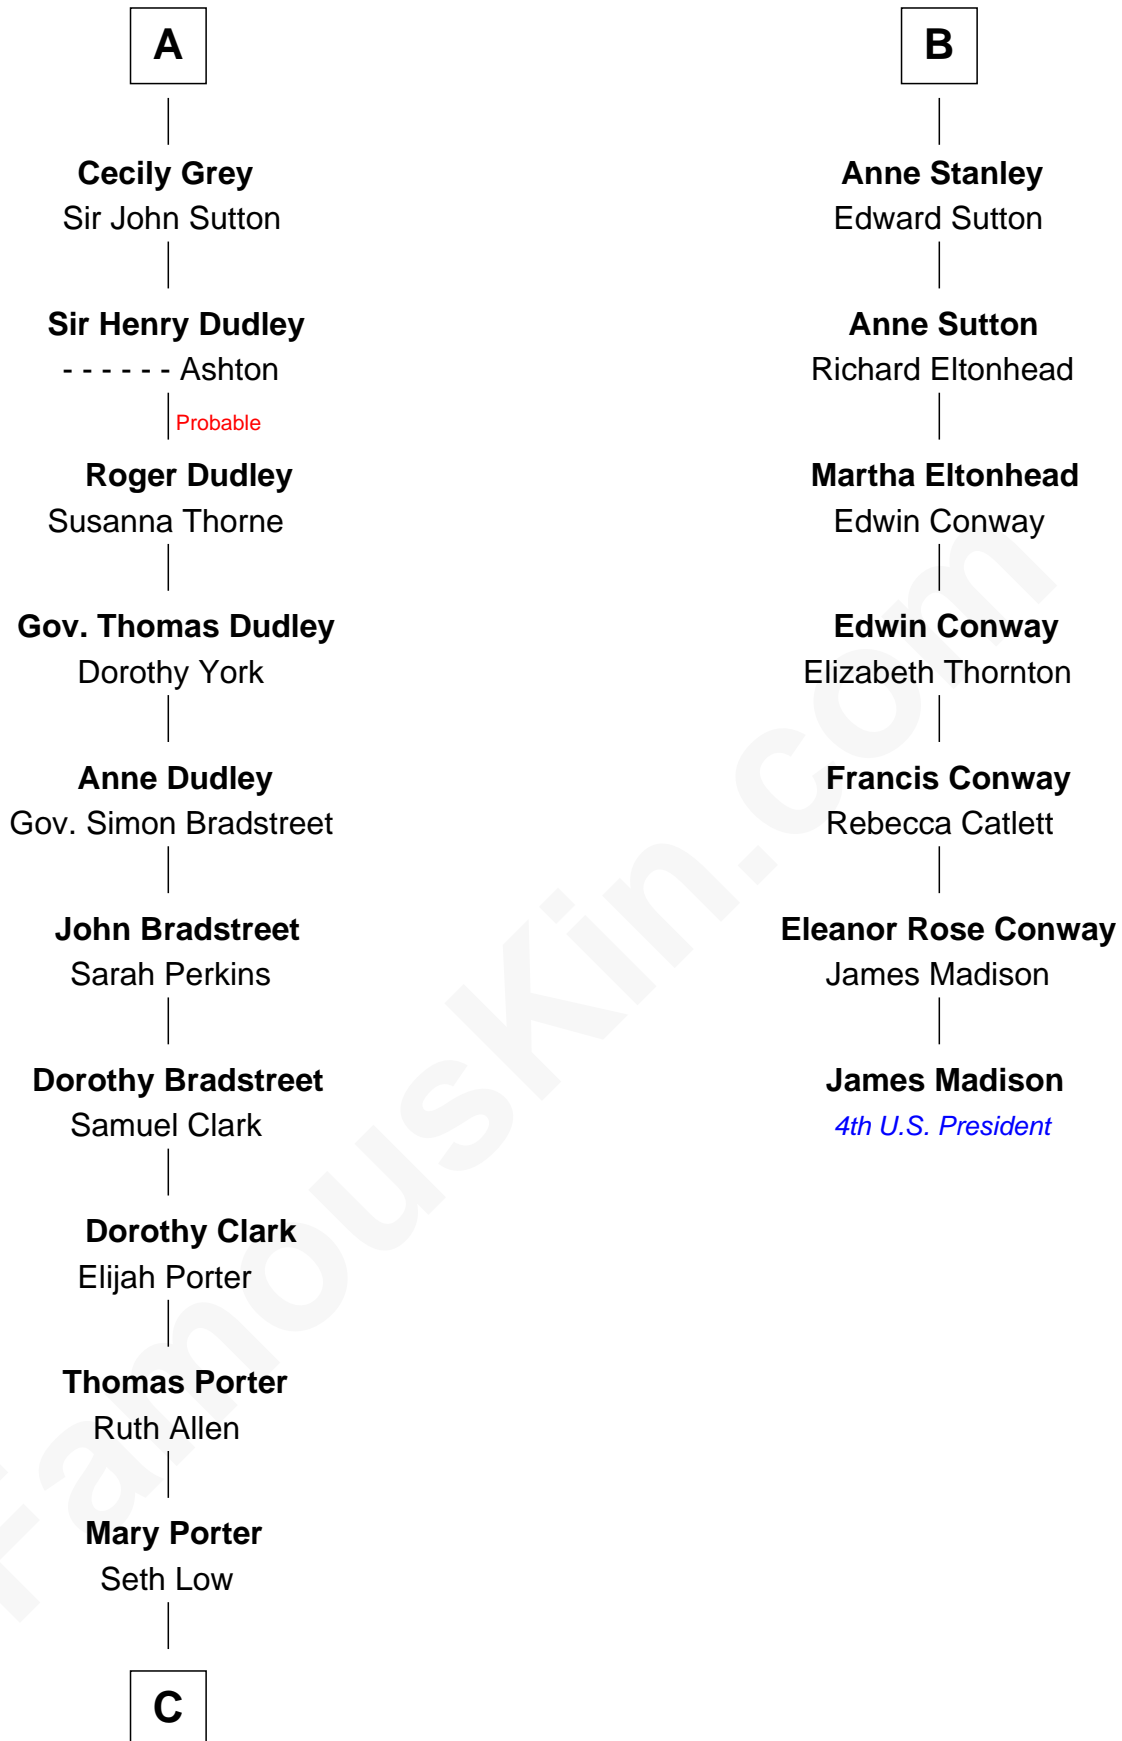 A
Cecily Grey
Sir John Sutton
Sir Henry Dudley
- - - - - - Ashton
Probable
Roger Dudley
Susanna Thorne
Gov. Thomas Dudley
Dorothy York
Anne Dudley
Gov. Simon Bradstreet
John Bradstreet
Sarah Perkins
Dorothy Bradstreet
Samuel Clark
Dorothy Clark
Elijah Porter
Thomas Porter
Ruth Allen
Mary Porter
Seth Low
C
B
Anne Stanley
Edward Sutton
Anne Sutton
Richard Eltonhead
Martha Eltonhead
Edwin Conway
Edwin Conway
Elizabeth Thornton
Francis Conway
Rebecca Catlett
Eleanor Rose Conway
James Madison
James Madison
4th U.S. President
FamousKin.com